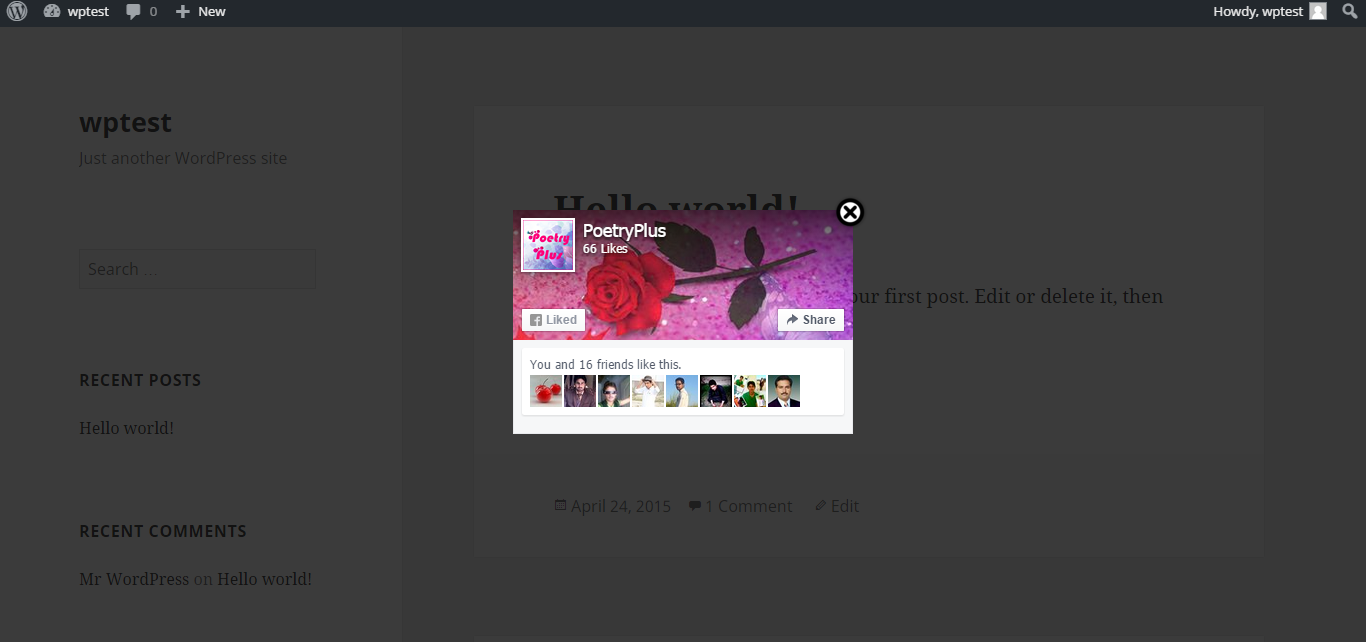 wptest
0
New
Howdy, wptest
wptest
Just another WordPress site
Search …
RECENT POSTS
Hello world!
RECENT COMMENTS
Mr WordPress on Hello world!
Hello world!
our first post. Edit or delete it, then
April 24, 2015
1 Comment
Edit
Poetry
Plus
PoetryPlus
66 Likes
Liked
Share
You and 16 friends like this.